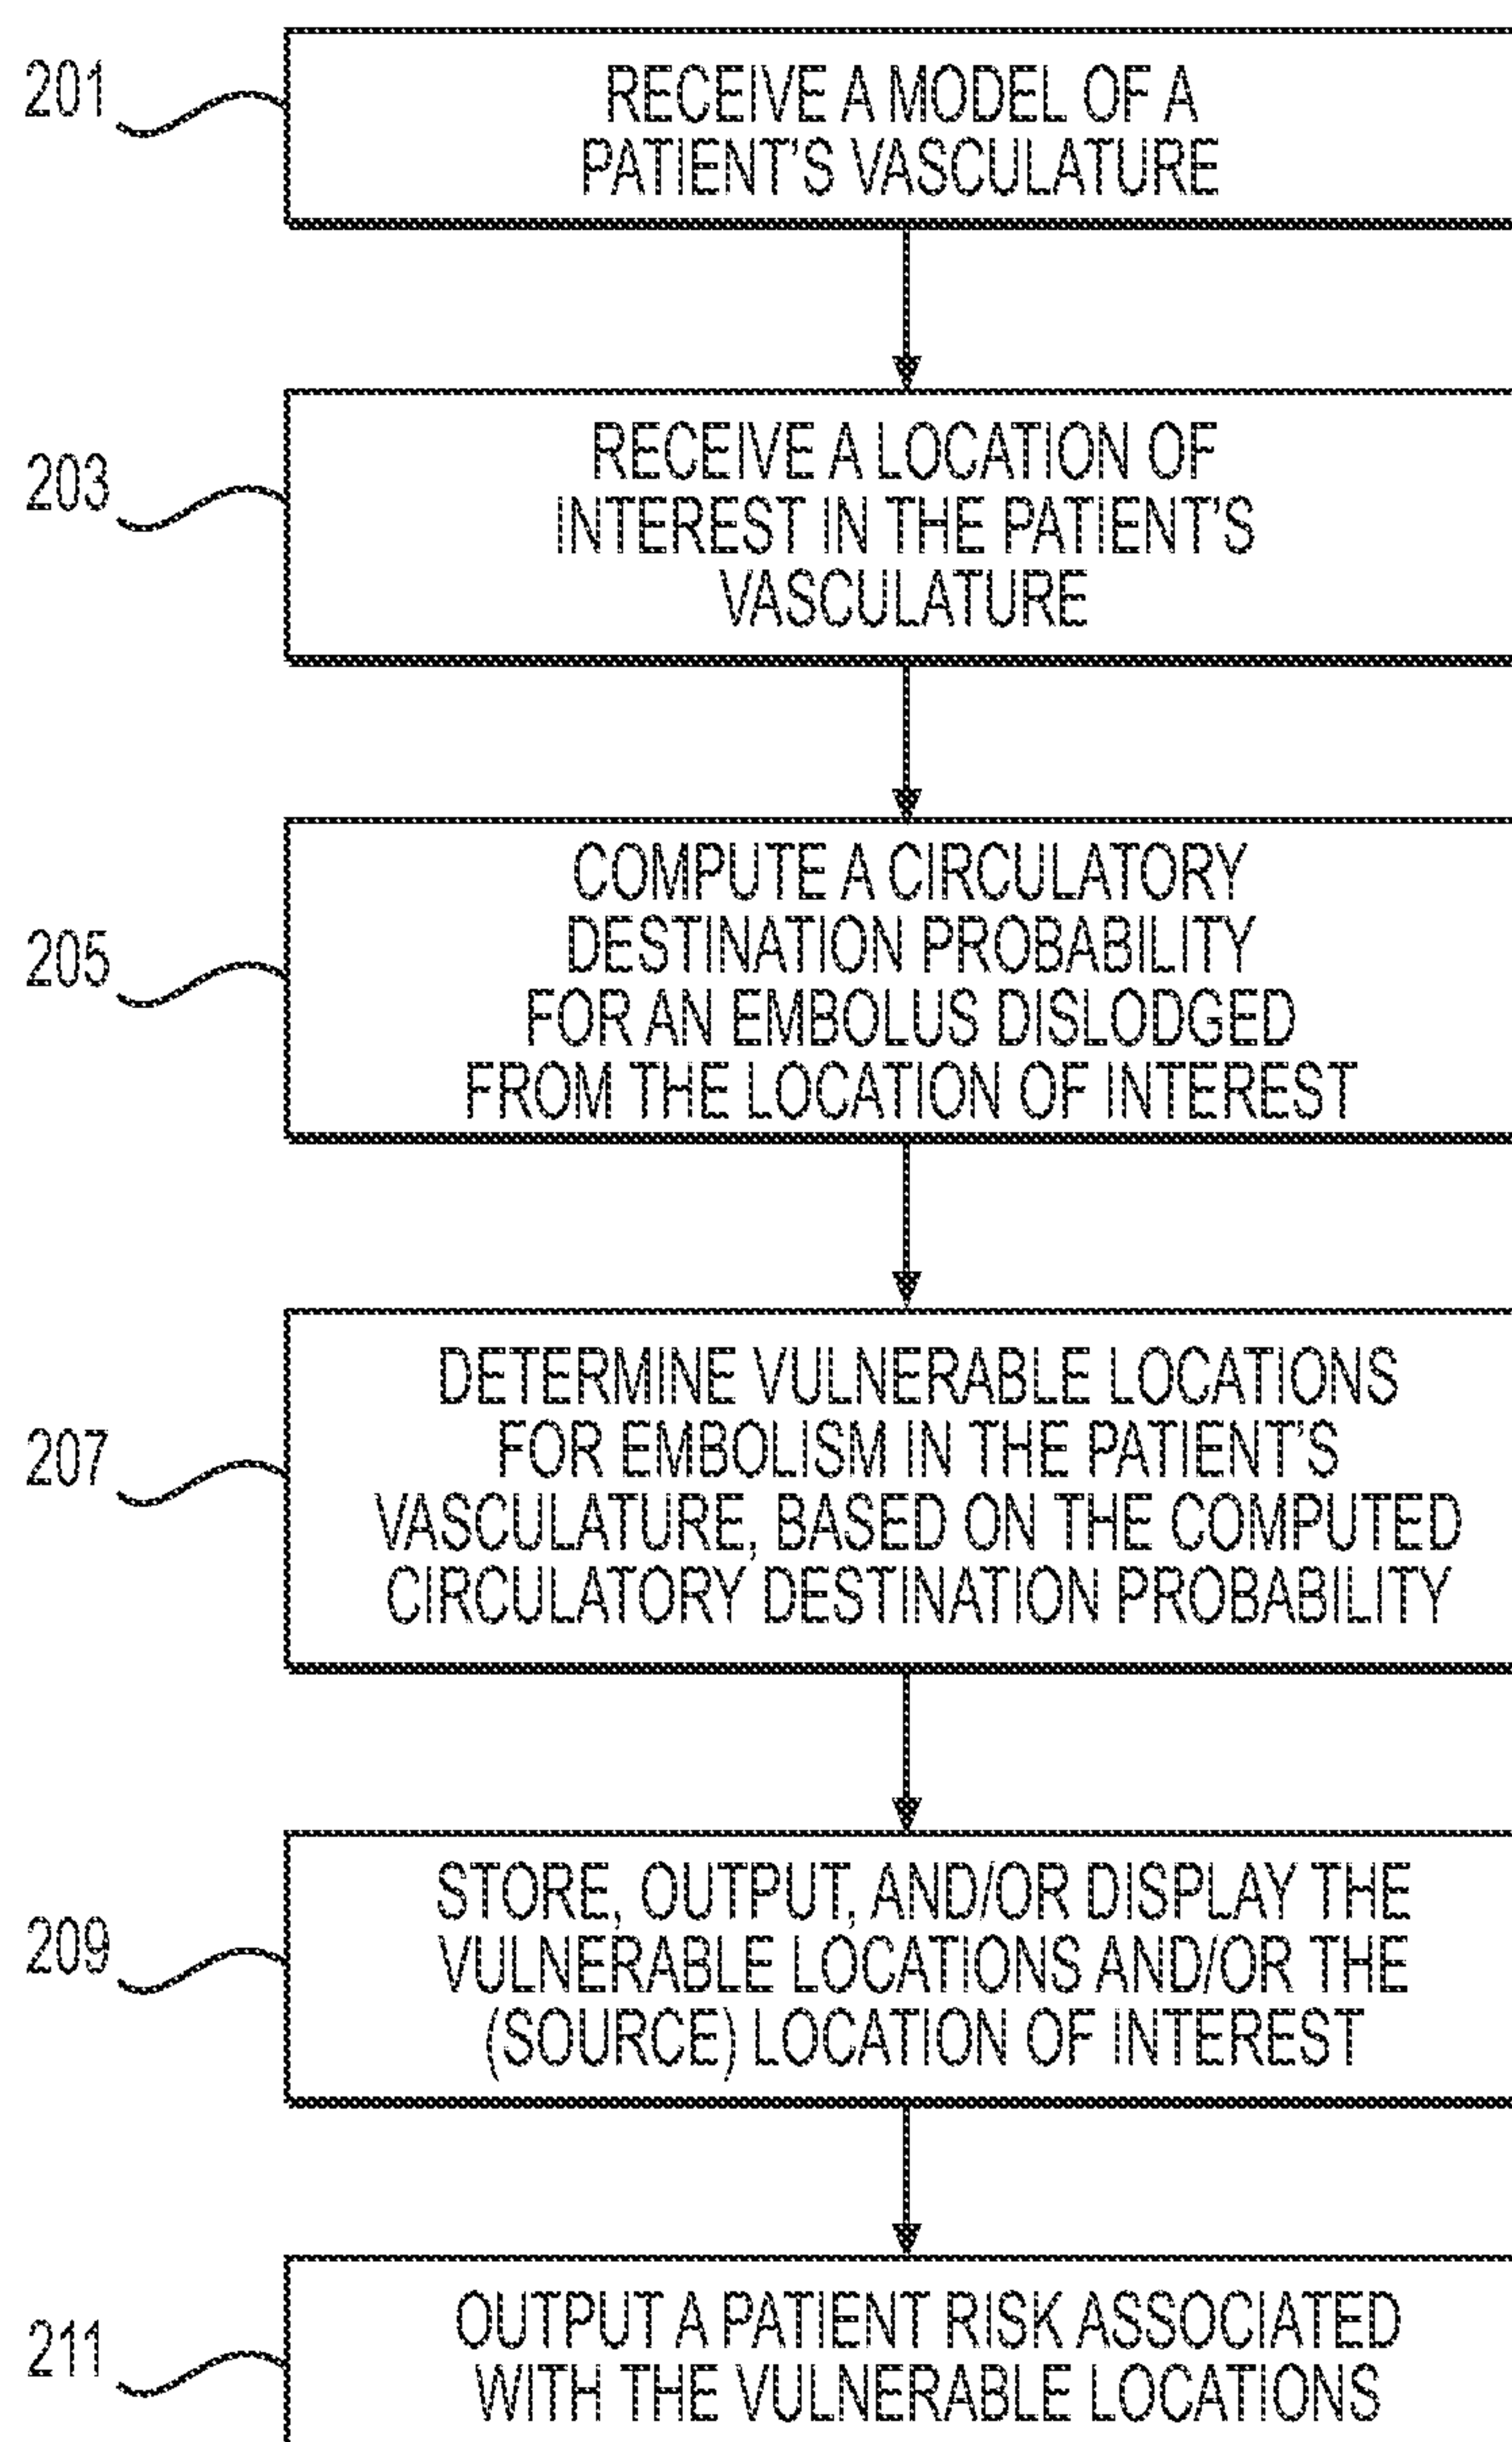 201
RECEIVE A MODEL OF A
PATIENT'S VASCULATURE
203
RECEIVE A LOCATION OF
INTEREST IN THE PATIENT'S
VASCULATURE
205
COMPUTE A CIRCULATORY
DESTINATION PROBABILITY
FOR AN EMBOLUS DISLODGED
FROM THE LOCATION OF INTEREST
207
DETERMINE VULNERABLE LOCATIONS
FOR EMBOLISM IN THE PATIENT'S
VASCULATURE, BASED ON THE COMPUTED
CIRCULATORY DESTINATION PROBABILITY
209
STORE, OUTPUT, AND/OR DISPLAY THE
VULNERABLE LOCATIONS AND/OR THE
(SOURCE) LOCATION OF INTEREST
211
OUTPUT A PATIENT RISK ASSOCIATED
WITH THE VULNERABLE LOCATIONS